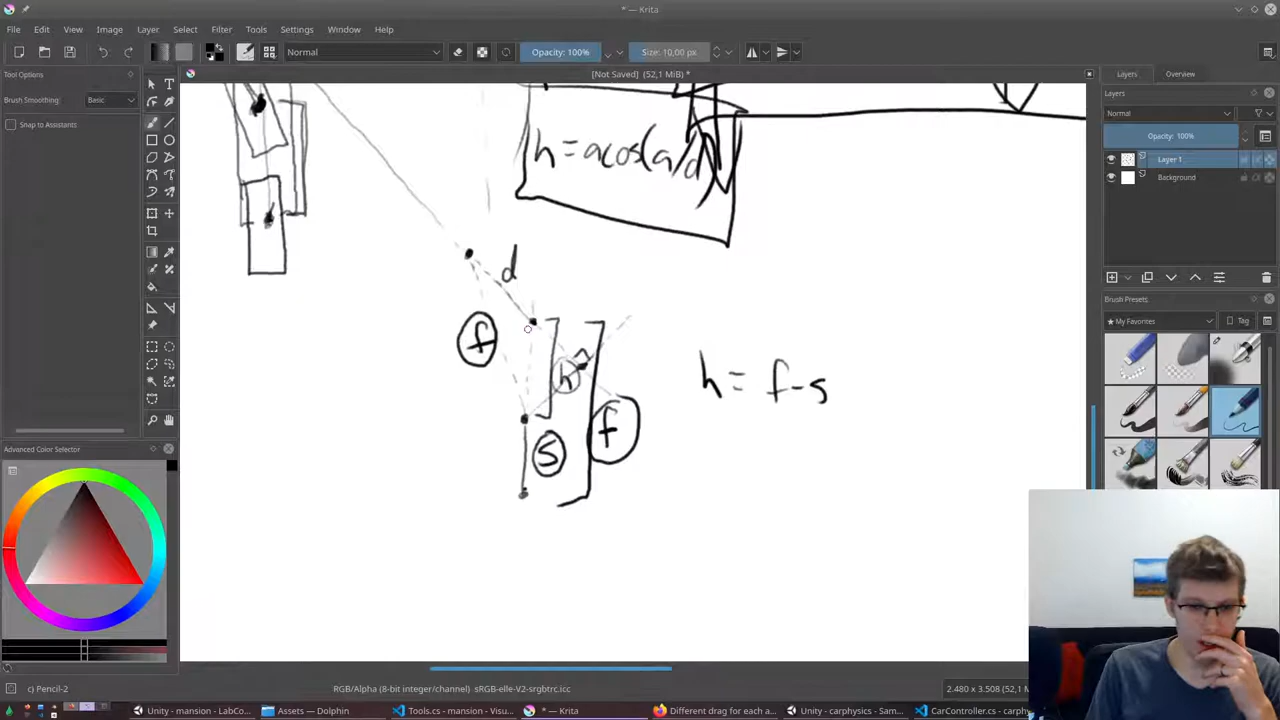 * — Krita
File Edit View Image Layer Select Filter Tools Settings Window Help
Normal
Opacity: 100%
Size: 10,00 px
Tool Options
[Not Saved] (52,1 MiB) *
Layers
Overview
Brush Smoothing:
Basic
Snap to Assistants
Layers
Normal
Opacity: 100%
Layer 1
Background
h = acos(a/d)
d
f
h
h = f-s
f
s
Brush Presets
My Favorites
Tag
Advanced Color Selector
c) Pencil-2
RGB/Alpha (8-bit integer/channel) sRGB-elle-V2-srgbtrc.icc
2.480 x 3.508 (52,1 M
Unity - mansion - LabCo...
Assets — Dolphin
Tools.cs - mansion - Visu...
* — Krita
Different drag for each a...
Unity - carphysics - Sam...
CarController.cs - carph